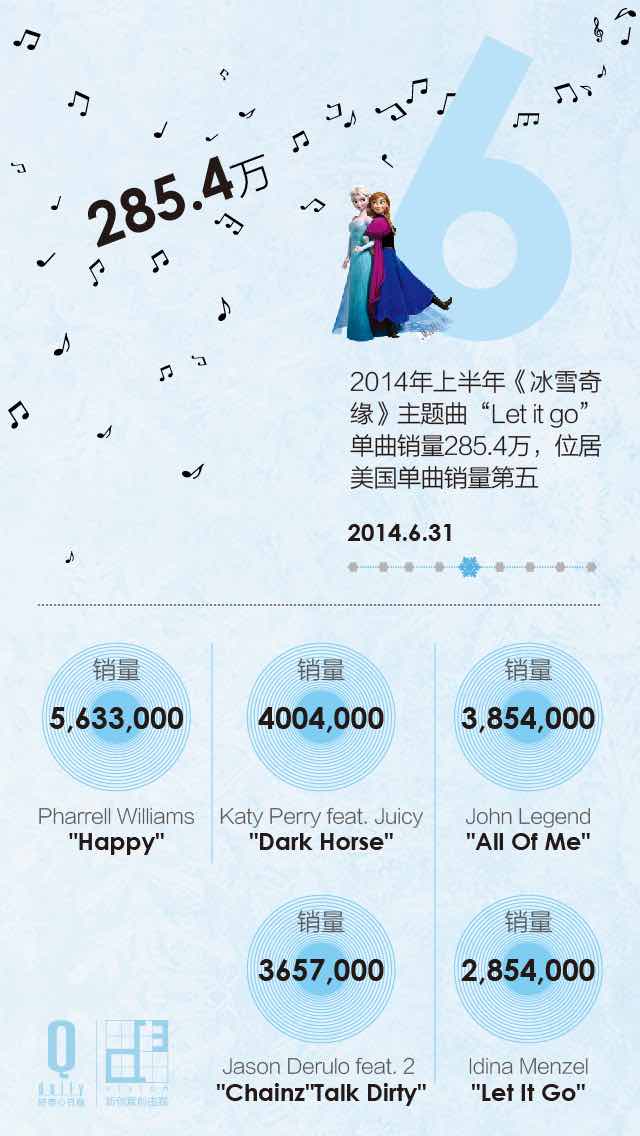 285.4万
6
2014年上半年《冰雪奇
缘》主题曲“Let it go”
单曲销量285.4万，位居
美国单曲销量第五
2014.6.31
销量
5,633,000
Pharrell Williams
"Happy"
销量
4004,000
Katy Perry feat. Juicy
"Dark Horse"
销量
3,854,000
John Legend
"All Of Me"
销量
3657,000
Jason Derulo feat. 2
"Chainz"Talk Dirty"
销量
2,854,000
Idina Menzel
"Let It Go"
Q
daily
d3
vision